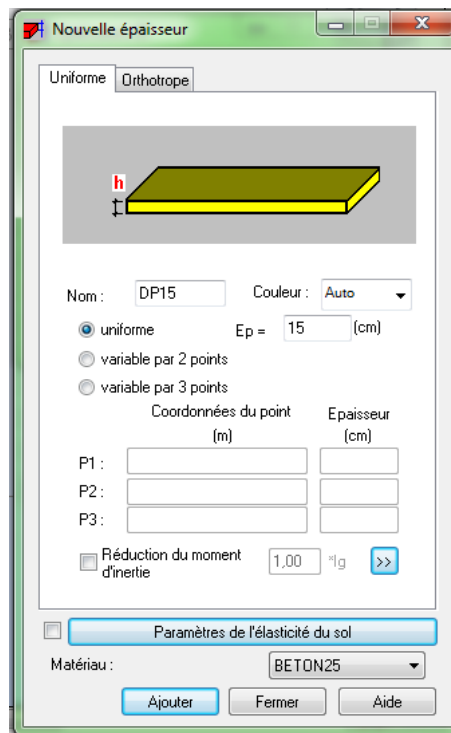 Nouvelle épaisseur
Uniforme Orthotrope
h
Nom : DP15 Couleur : Auto
uniforme Ep = 15 (cm)
variable par 2 points
variable par 3 points
Coordonnées du point Epaisseur
(m) (cm)
P1 :
P2 :
P3 :
Réduction du moment
d'inertie 1,00 *Ig >>
Paramètres de l'élasticité du sol
Matériau : BETON25
Ajouter Fermer Aide